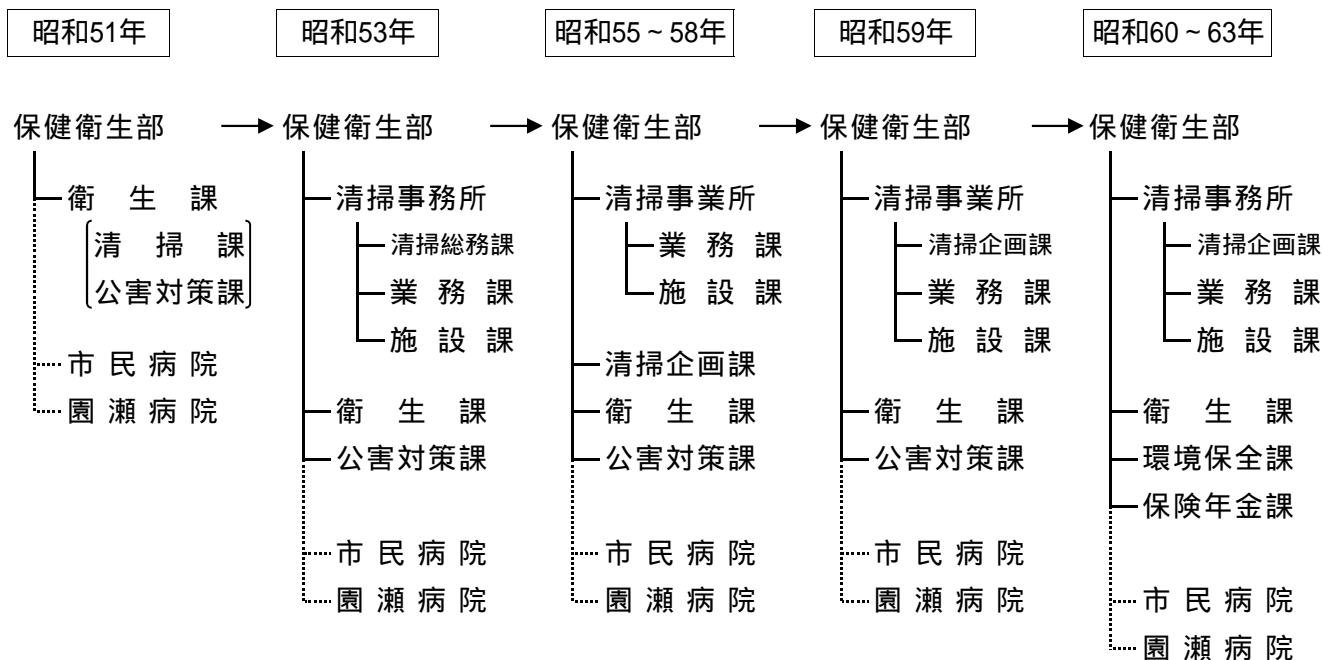 昭和51年 昭和53年 昭和55~58年 昭和59年 昭和60~63年
保健衛生部 → 保健衛生部 → 保健衛生部 → 保健衛生部 → 保健衛生部
衛生課 清掃事務所 清掃事業所 清掃事業所 清掃事務所
清掃課 清掃総務課 業務課 清掃企画課 清掃企画課
公害対策課 業務課 施設課 業務課 業務課
施設課 施設課 施設課
市民病院 清掃企画課
園瀬病院 衛生課 衛生課 衛生課 衛生課
公害対策課 公害対策課 公害対策課 環境保全課
保険年金課
市民病院 市民病院 市民病院
園瀬病院 園瀬病院 園瀬病院 市民病院
園瀬病院